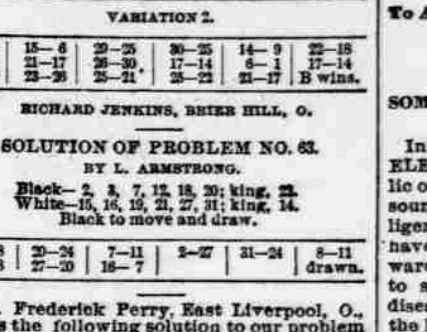 VARIATION 2.
15– 6 | 29–25 | 30–25 | 14– 9 | 22–18
21–17 | 26–30 | 17–14 | 6– 1 | 17–14
23–26 | 25–21 | 25–22 | 21–17 | B wins.
RICHARD JENKINS, BRIER HILL, O.
SOLUTION OF PROBLEM NO. 63.
BY L. ARMSTRONG.
Black— 2, 3, 7, 12, 18, 20; king, 23.
White—15, 16, 19, 21, 27, 31; king, 14.
Black to move and draw.
8 | 20–24 | 7–11 | 2–27 | 31–24 | 8–11
8 | 27–20 | 16– 7 | drawn.
Frederick Perry, East Liverpool, O.,
s the following solution to our problem
To A
SOM
In
ELE
lic o
sour
liger
have
ware
to s
dise
the l